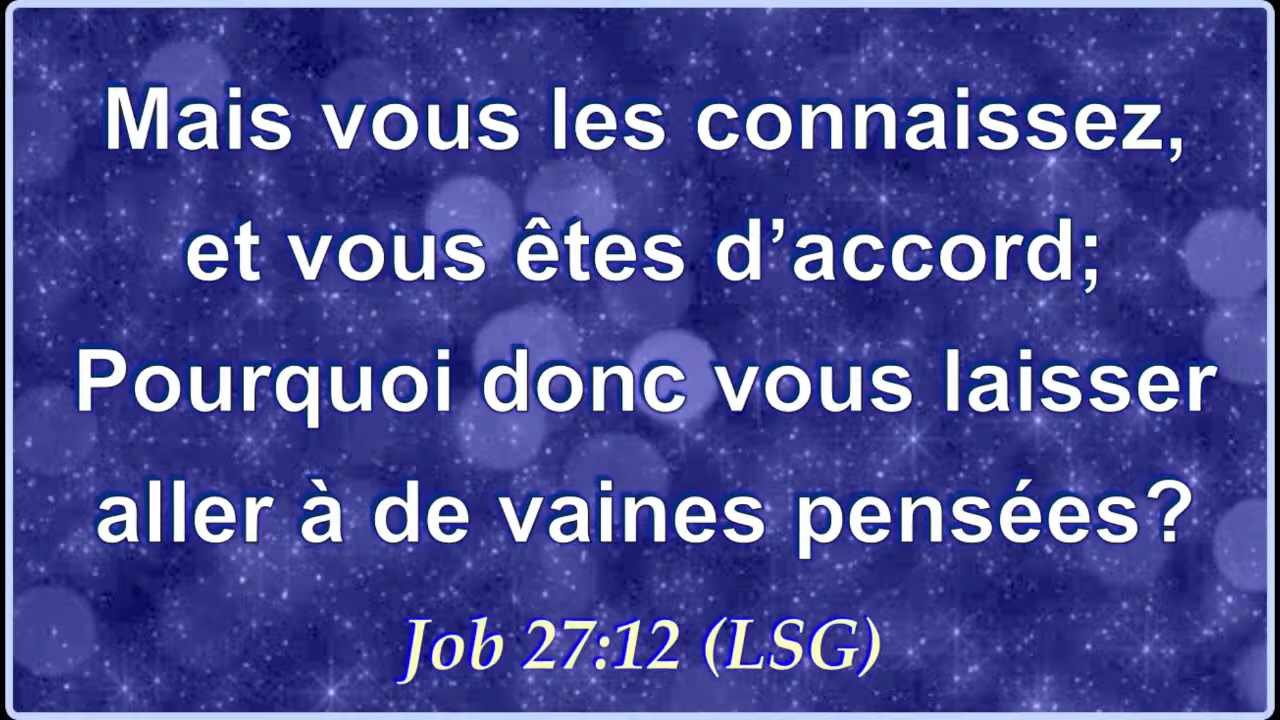 Mais vous les connaissez,
et vous êtes d’accord;
Pourquoi donc vous laisser
aller à de vaines pensées?
Job 27:12 (LSG)